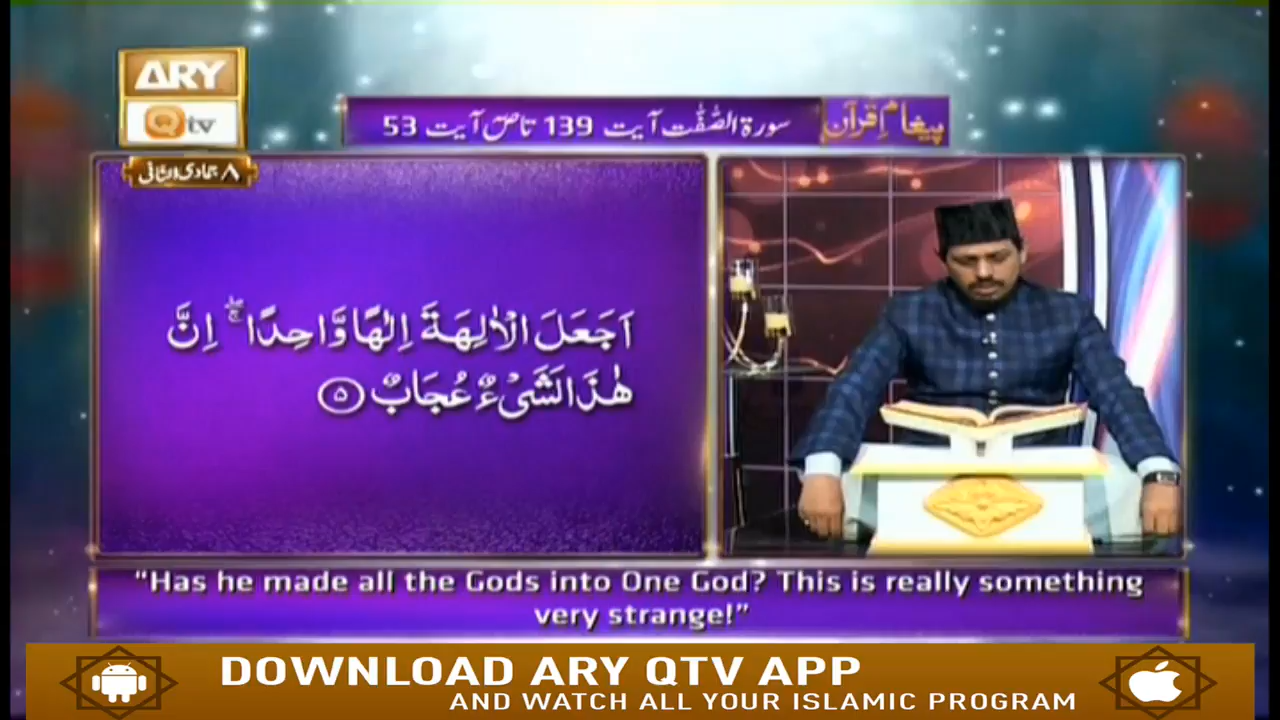 ARY
Qtv
۸ جمادی الثانی
پیغامِ قرآن
سورۃ الصّٰفّٰت آیت 139 تا صٓ آیت 53
اَجَعَلَ الْاٰلِهَةَ اِلٰهًا وَّاحِدًا ۖۚ اِنَّ
هٰذَا لَشَیْءٌ عُجَابٌ ۵
"Has he made all the Gods into One God? This is really something
very strange!"
DOWNLOAD ARY QTV APP
AND WATCH ALL YOUR ISLAMIC PROGRAM